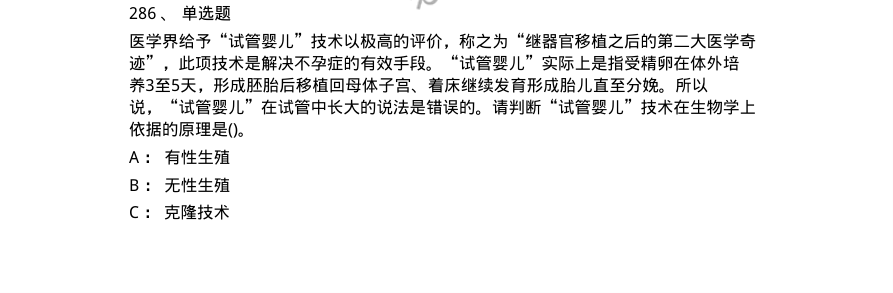 286 、 单选题
医学界给予“试管婴儿”技术以极高的评价，称之为“继器官移植之后的第二大医学奇
迹”，此项技术是解决不孕症的有效手段。“试管婴儿”实际上是指受精卵在体外培
养3至5天，形成胚胎后移植回母体子宫、着床继续发育形成胎儿直至分娩。所以
说，“试管婴儿”在试管中长大的说法是错误的。请判断“试管婴儿”技术在生物学上
依据的原理是()。
A： 有性生殖
B： 无性生殖
C： 克隆技术